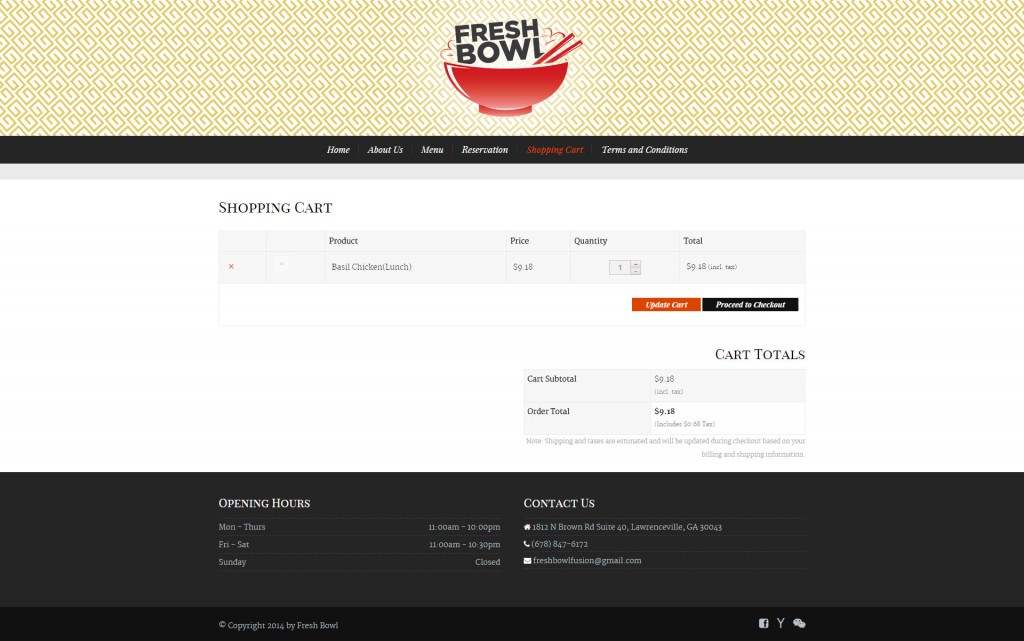 FRESH
BOWL
Home About Us Menu Reservation Shopping Cart Terms and Conditions
Shopping Cart
Product Price Quantity Total
× Basil Chicken(Lunch) $9.18 1 $9.18 (incl. tax)
Update Cart Proceed to Checkout
Cart Totals
Cart Subtotal $9.18
(incl. tax)
Order Total $9.18
(Includes $0.68 Tax)
Note: Shipping and taxes are estimated and will be updated during checkout based on your
billing and shipping information.
Opening Hours Contact Us
Mon - Thurs 11:00am - 10:00pm 1812 N Brown Rd Suite 40, Lawrenceville, GA 30043
Fri - Sat 11:00am - 10:30pm (678) 847-6172
Sunday Closed freshbowlfusion@gmail.com
© Copyright 2014 by Fresh Bowl